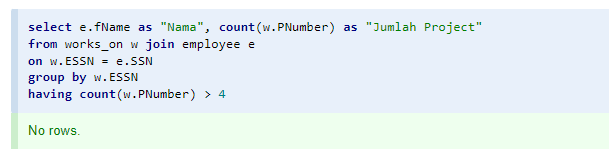 select e.fName as "Nama", count(w.PNumber) as "Jumlah Project"
from works_on w join employee e
on w.ESSN = e.SSN
group by w.ESSN
having count(w.PNumber) > 4
No rows.